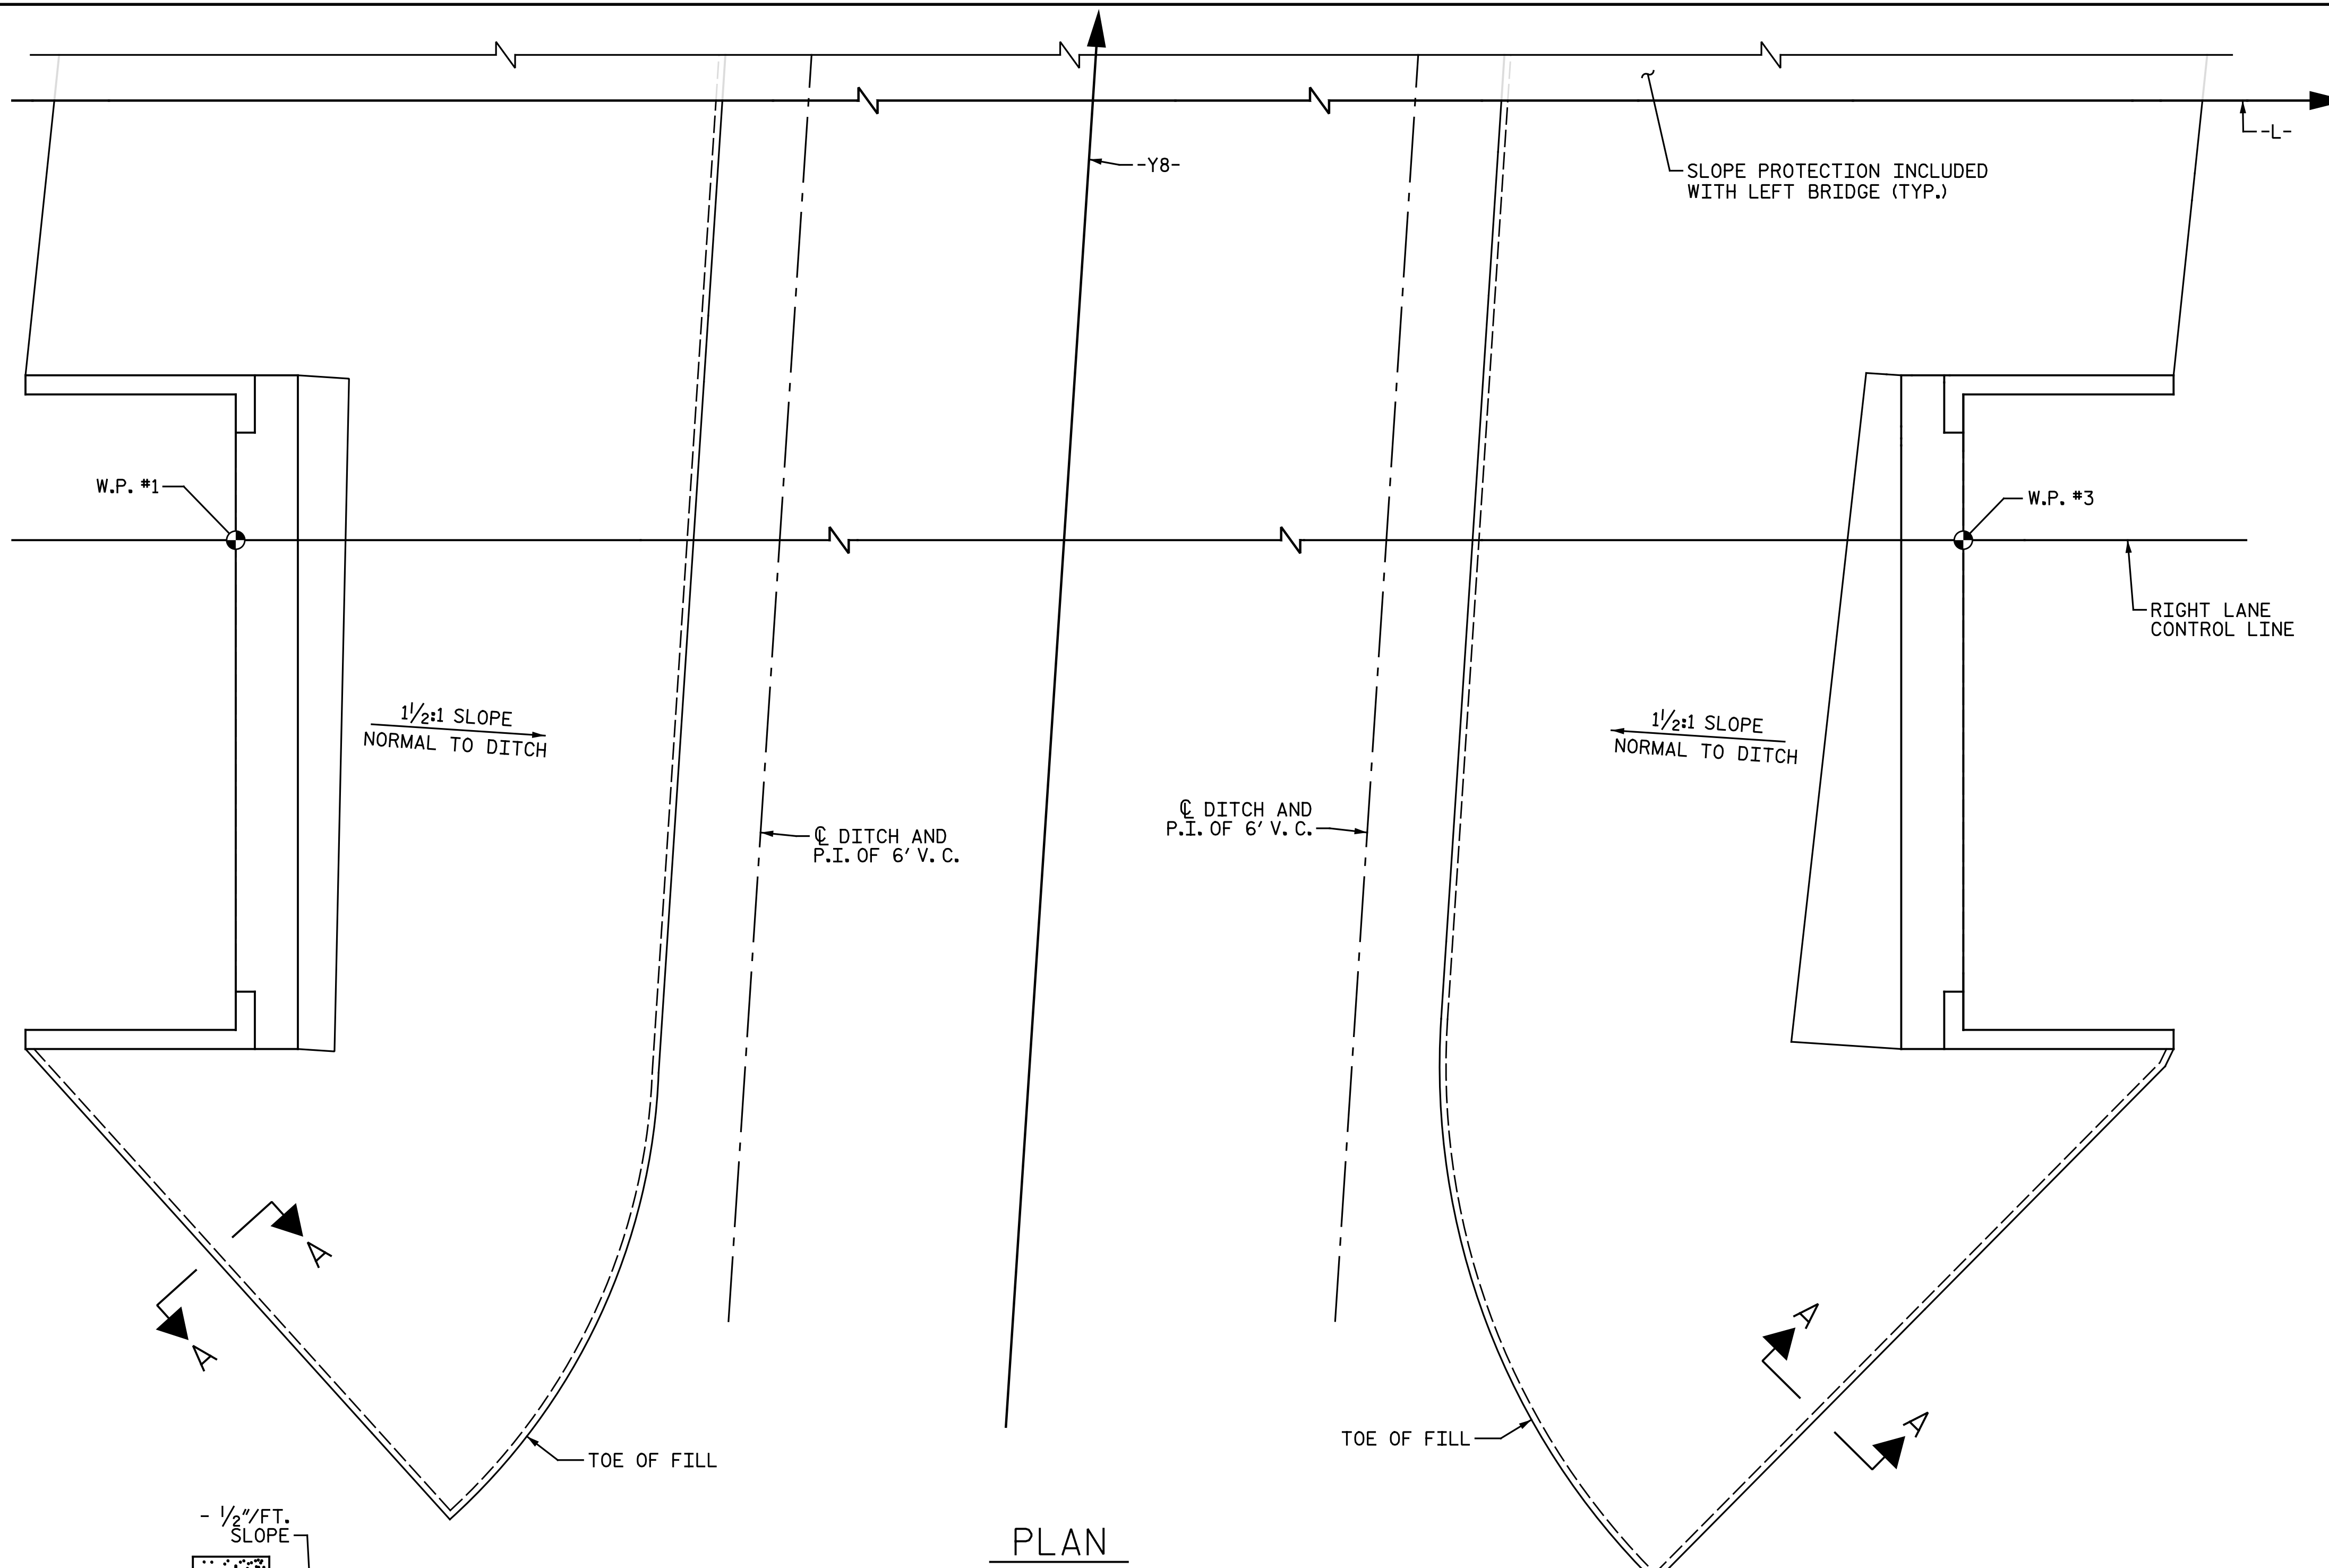 -L-
-Y8-
SLOPE PROTECTION INCLUDED
WITH LEFT BRIDGE (TYP.)
W.P. #1
W.P. #3
RIGHT LANE
CONTROL LINE
1½:1 SLOPE
NORMAL TO DITCH
1½:1 SLOPE
NORMAL TO DITCH
℄ DITCH AND
P.I. OF 6' V.C.
℄ DITCH AND
P.I. OF 6' V.C.
A
A
A
A
TOE OF FILL
TOE OF FILL
- ½"/FT.
SLOPE
PLAN